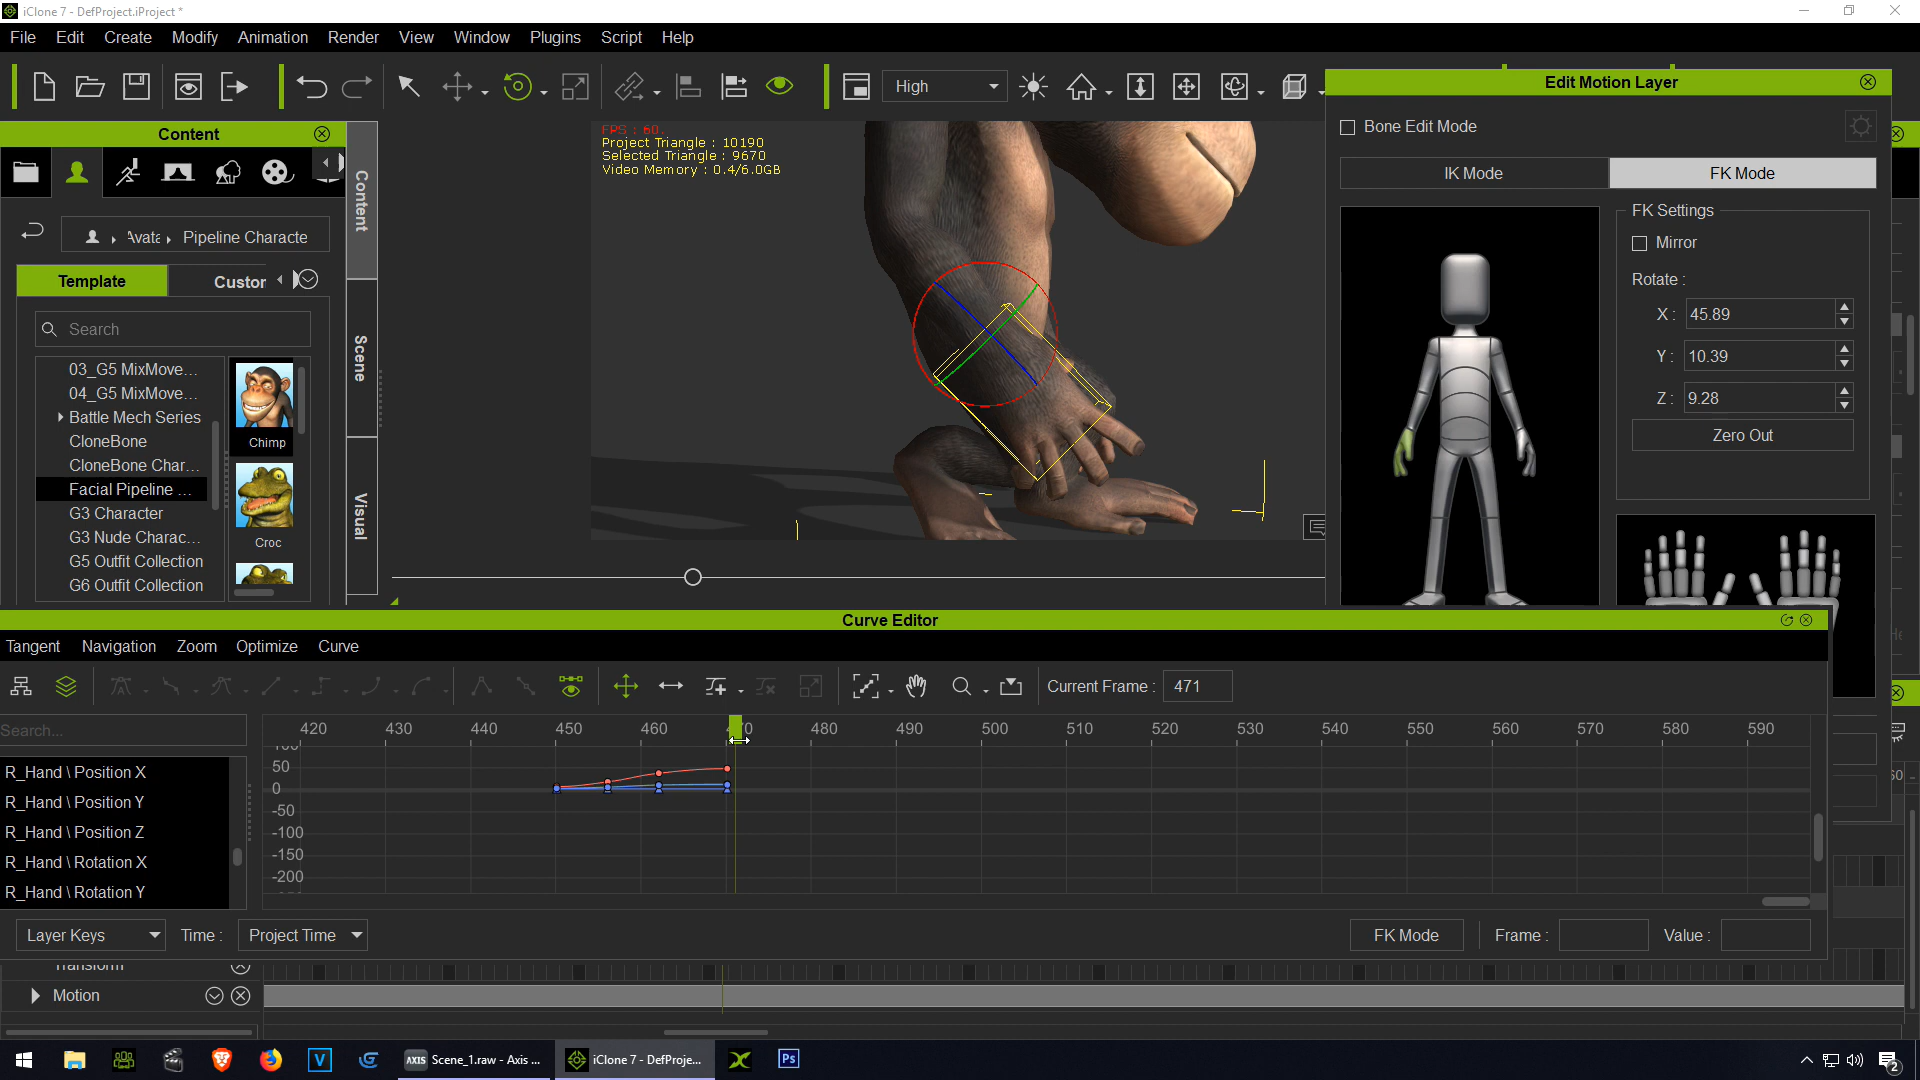 iClone 7 - DefProject.iProject *
File Edit Create Modify Animation Render View Window Plugins Script Help
High
Content
Avata Pipeline Characte
Template
Custor
Search
03_G5 MixMove...
04_G5 MixMove...
Battle Mech Series
CloneBone
CloneBone Char...
Facial Pipeline ...
G3 Character
G3 Nude Charac...
G5 Outfit Collection
G6 Outfit Collection
Chimp
Croc
Content
Scene
Visual
FPS : 60.
Project Triangle : 10190
Selected Triangle : 9670
Video Memory : 0.4/6.0GB
Edit Motion Layer
Bone Edit Mode
IK Mode
FK Mode
FK Settings
Mirror
Rotate :
X : 45.89
Y : 10.39
Z : 9.28
Zero Out
Curve Editor
Tangent Navigation Zoom Optimize Curve
Current Frame : 471
Search...
420 430 440 450 460 470 480 490 500 510 520 530 540 550 560 570 580 590
100
50
0
-50
-100
-150
-200
R_Hand \ Position X
R_Hand \ Position Y
R_Hand \ Position Z
R_Hand \ Rotation X
R_Hand \ Rotation Y
Layer Keys
Time :
Project Time
FK Mode
Frame :
Value :
Transform
Motion
AXIS Scene_1.raw - Axis ...
iClone 7 - DefProje...
V
G
Ps
2